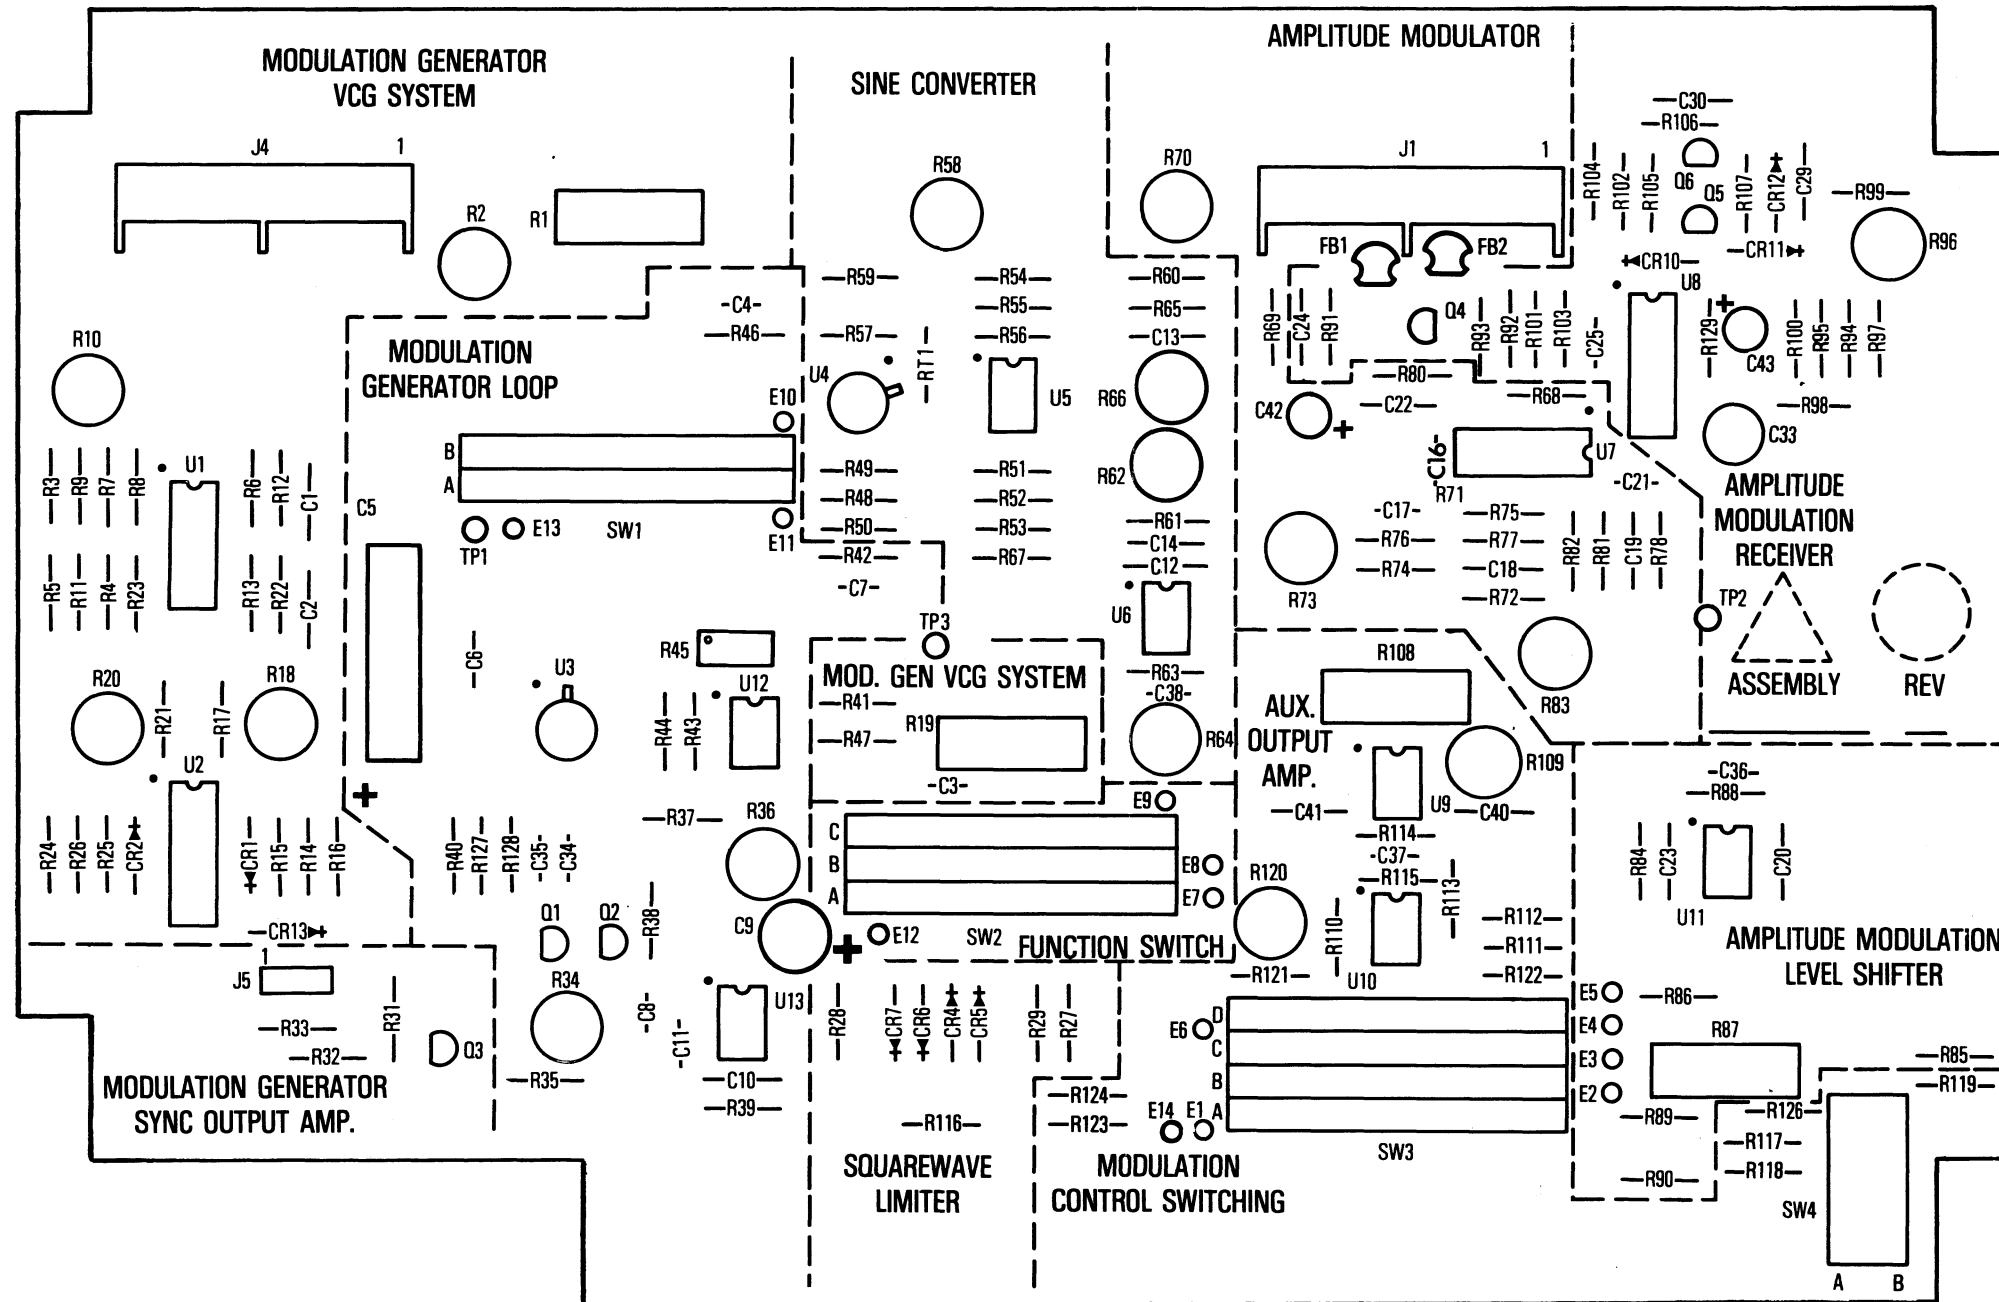 MODULATION GENERATOR
VCG SYSTEM
SINE CONVERTER
AMPLITUDE MODULATOR
J4
1
R2
R1
R58
R70
J1
1
FB1
FB2
C30
R106
R104
R102
R105
Q6
Q5
R107
CR12
C29
R99
R96
CR11
CR10
U8
R10
C4
R46
MODULATION
GENERATOR LOOP
R59
R57
RT1
U4
R54
R55
R56
U5
R60
R65
C13
R66
R62
R69
C24
R91
Q4
R93
R92
R101
R103
C25
R129
C43
R100
R95
R94
R97
R80
C22
R68
C42
R98
C33
U7
C16
R71
C21
E10
B
A
SW1
E11
TP1
E13
R3
R9
R7
R8
U1
R6
R12
C1
C5
R5
R11
R4
R23
R13
R22
C2
R49
R48
R50
R42
C7
R51
R52
R53
R67
R61
C14
C12
U6
R63
C38
R64
C17
R76
R74
R75
R77
C18
R72
R82
R81
C19
R78
R73
AMPLITUDE
MODULATION
RECEIVER
TP2
ASSEMBLY
REV
R83
C6
U3
R45
U12
R44
R43
TP3
MOD. GEN VCG SYSTEM
R41
R19
R47
C3
R108
AUX.
OUTPUT
AMP.
R109
U9
C41
C40
R114
C37
R115
R113
R20
R21
R17
R18
U2
R24
R26
R25
CR2
CR1
R15
R14
R16
CR13
R40
R127
R128
C35
C34
R37
R36
Q1
Q2
R38
C9
E9
C
B
A
E8
E7
E12
SW2
FUNCTION SWITCH
R120
R121
R110
U10
R112
R111
R122
C36
R88
R84
C23
U11
C20
AMPLITUDE MODULATION
LEVEL SHIFTER
1
J5
R33
R32
R31
Q3
MODULATION GENERATOR
SYNC OUTPUT AMP.
R34
R35
C8
C11
U13
C10
R39
R28
CR7
CR6
CR4
CR5
R29
R27
R116
SQUAREWAVE
LIMITER
E6
D
C
B
A
R124
R123
E14
E1
SW3
MODULATION
CONTROL SWITCHING
E5
E4
E3
E2
R86
R87
R85
R119
R89
R126
R117
R118
R90
SW4
A
B